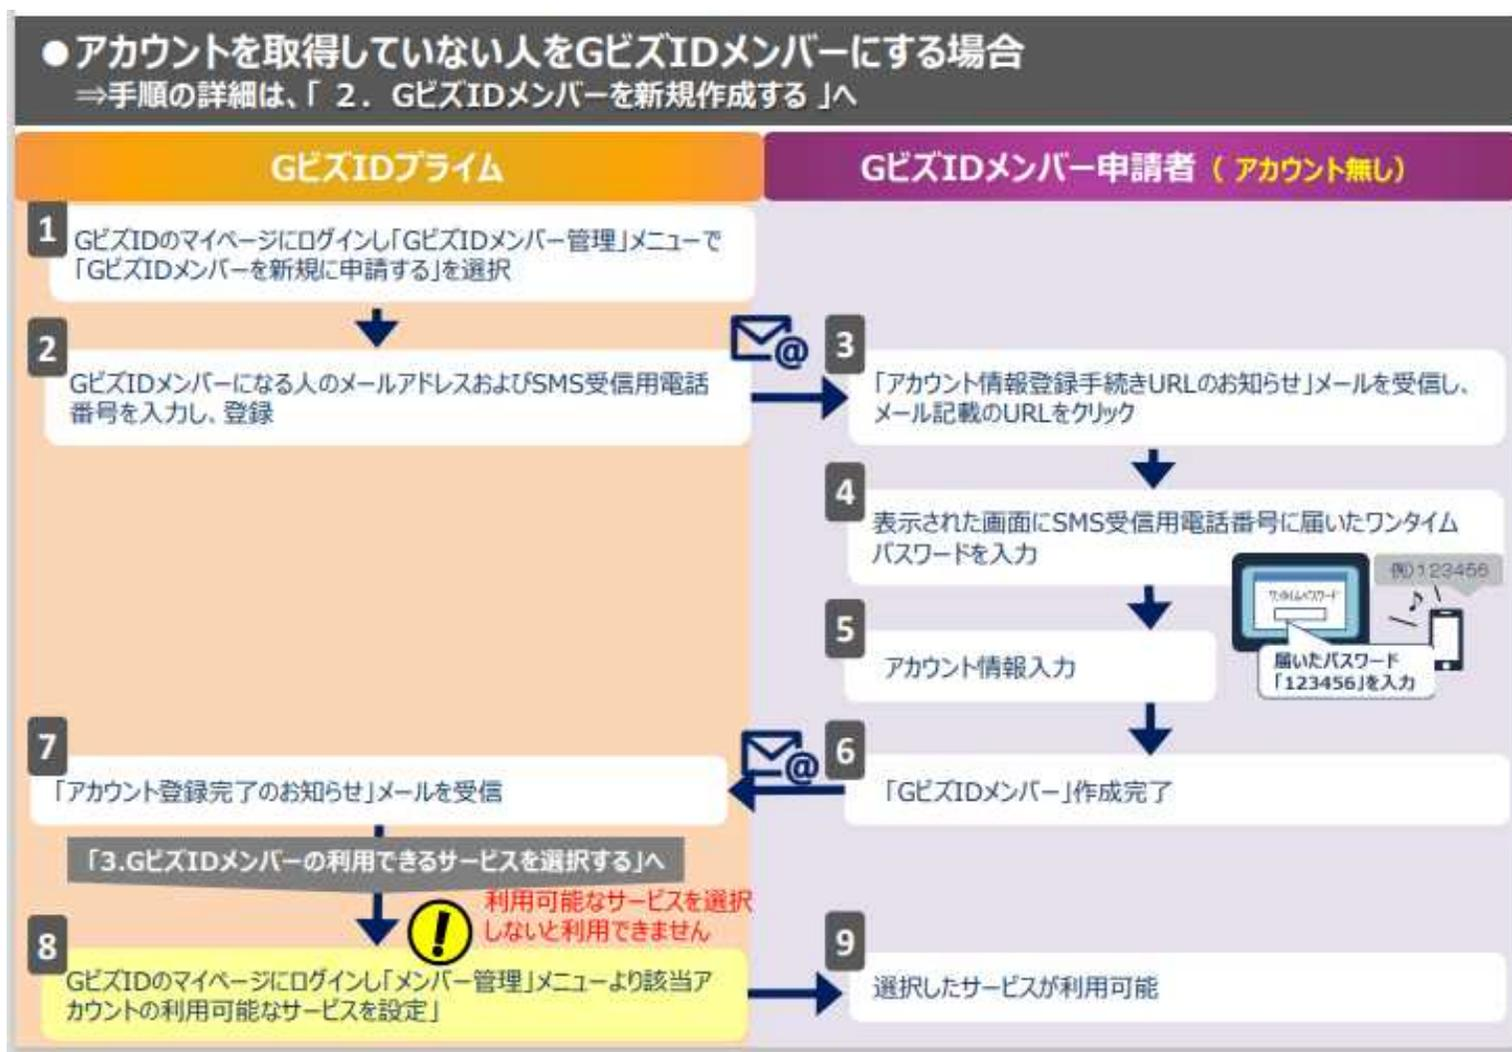 ●アカウントを取得していない人をGビズIDメンバーにする場合
⇒手順の詳細は、「 2．GビズIDメンバーを新規作成する 」へ
GビズIDプライム
GビズIDメンバー申請者（ アカウント無し）
1
GビズIDのマイページにログインし「GビズIDメンバー管理」メニューで
「GビズIDメンバーを新規に申請する」を選択
2
GビズIDメンバーになる人のメールアドレスおよびSMS受信用電話
番号を入力し、登録
@
3
「アカウント情報登録手続きURLのお知らせ」メールを受信し、
メール記載のURLをクリック
4
表示された画面にSMS受信用電話番号に届いたワンタイム
パスワードを入力
ワンタイムパスワード
例)123456
届いたパスワード
「123456」を入力
5
アカウント情報入力
6
「GビズIDメンバー」作成完了
@
7
「アカウント登録完了のお知らせ」メールを受信
「3.GビズIDメンバーの利用できるサービスを選択する」へ
!
利用可能なサービスを選択
しないと利用できません
8
GビズIDのマイページにログインし「メンバー管理」メニューより該当ア
カウントの利用可能なサービスを設定」
9
選択したサービスが利用可能